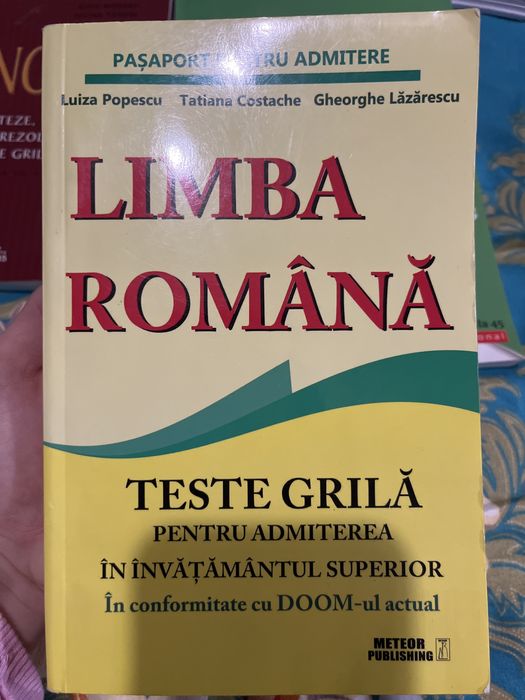 PAȘAPORT PENTRU ADMITERE
Luiza Popescu Tatiana Costache Gheorghe Lăzărescu
LIMBA
ROMÂNĂ
TESTE GRILĂ
PENTRU ADMITEREA
ÎN ÎNVĂȚĂMÂNTUL SUPERIOR
În conformitate cu DOOM-ul actual
METEOR
PUBLISHING